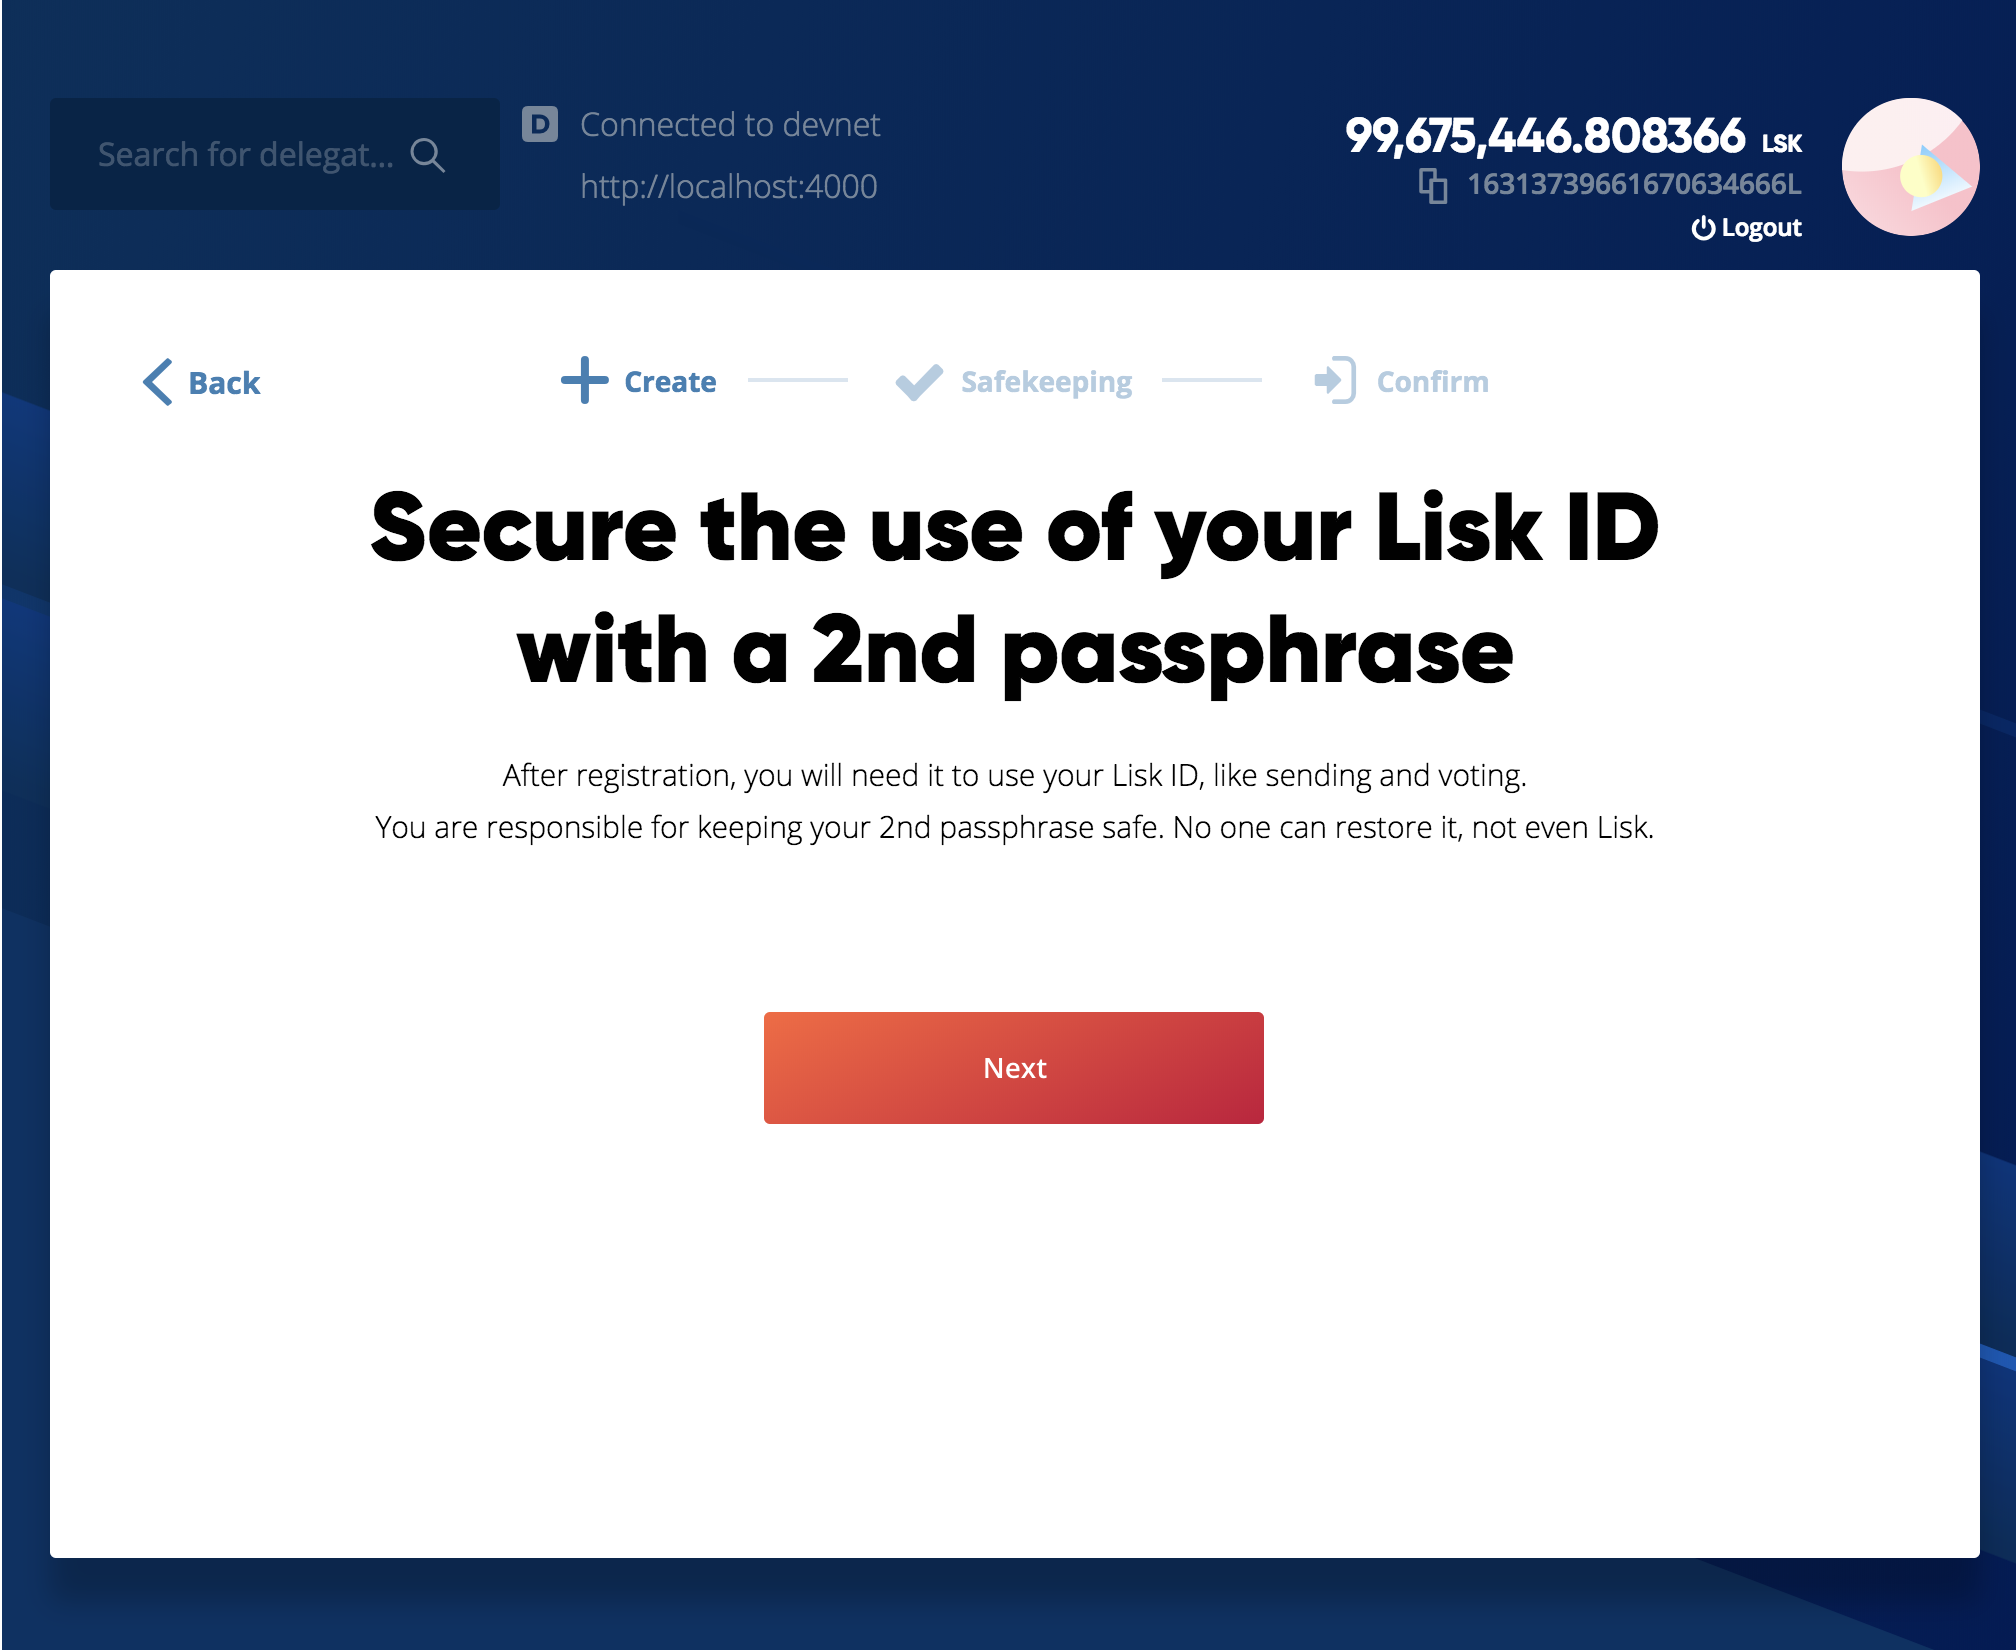 Search for delegat...
D Connected to devnet
http://localhost:4000
99,675,446.808366 LSK
16313739661670634666L
Logout
Back
Create
Safekeeping
Confirm
Secure the use of your Lisk ID
with a 2nd passphrase
After registration, you will need it to use your Lisk ID, like sending and voting.
You are responsible for keeping your 2nd passphrase safe. No one can restore it, not even Lisk.
Next